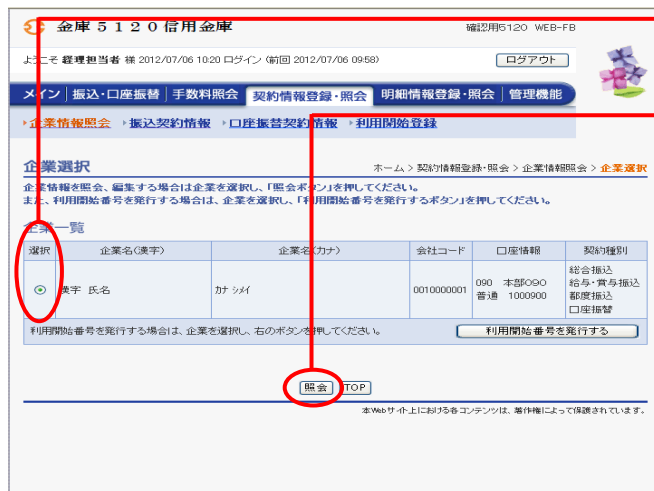 金庫５１２０信用金庫
確認用5120 WEB-FB
ようこそ 経理担当者 様 2012/07/06 10:20 ログイン (前回 2012/07/06 09:58)
ログアウト
メイン 振込・口座振替 手数料照会 契約情報登録・照会 明細情報登録・照会 管理機能
企業情報照会 振込契約情報 口座振替契約情報 利用開始登録
企業選択
ホーム > 契約情報登録・照会 > 企業情報照会 > 企業選択
企業情報を照会、編集する場合は企業を選択し、「照会ボタン」を押してください。
また、利用開始番号を発行する場合は、企業を選択し、「利用開始番号を発行するボタン」を押してください。
企業一覧
選択 企業名(漢字) 企業名(カナ) 会社コード 口座情報 契約種別
漢字 氏名 カナ シメイ 0010000001
090 本部090
普通 1000900
総合振込
給与・賞与振込
都度振込
口座振替
利用開始番号を発行する場合は、企業を選択し、右のボタンを押してください。
利用開始番号を発行する
照会 TOP
本Webサイト上における各コンテンツは、著作権によって保護されています。